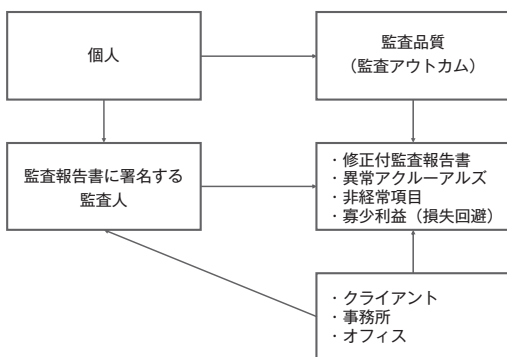 個人
監査品質
（監査アウトカム）
監査報告書に署名する
監査人
・修正付監査報告書
・異常アクルーアルズ
・非経常項目
・寡少利益（損失回避）
・クライアント
・事務所
・オフィス